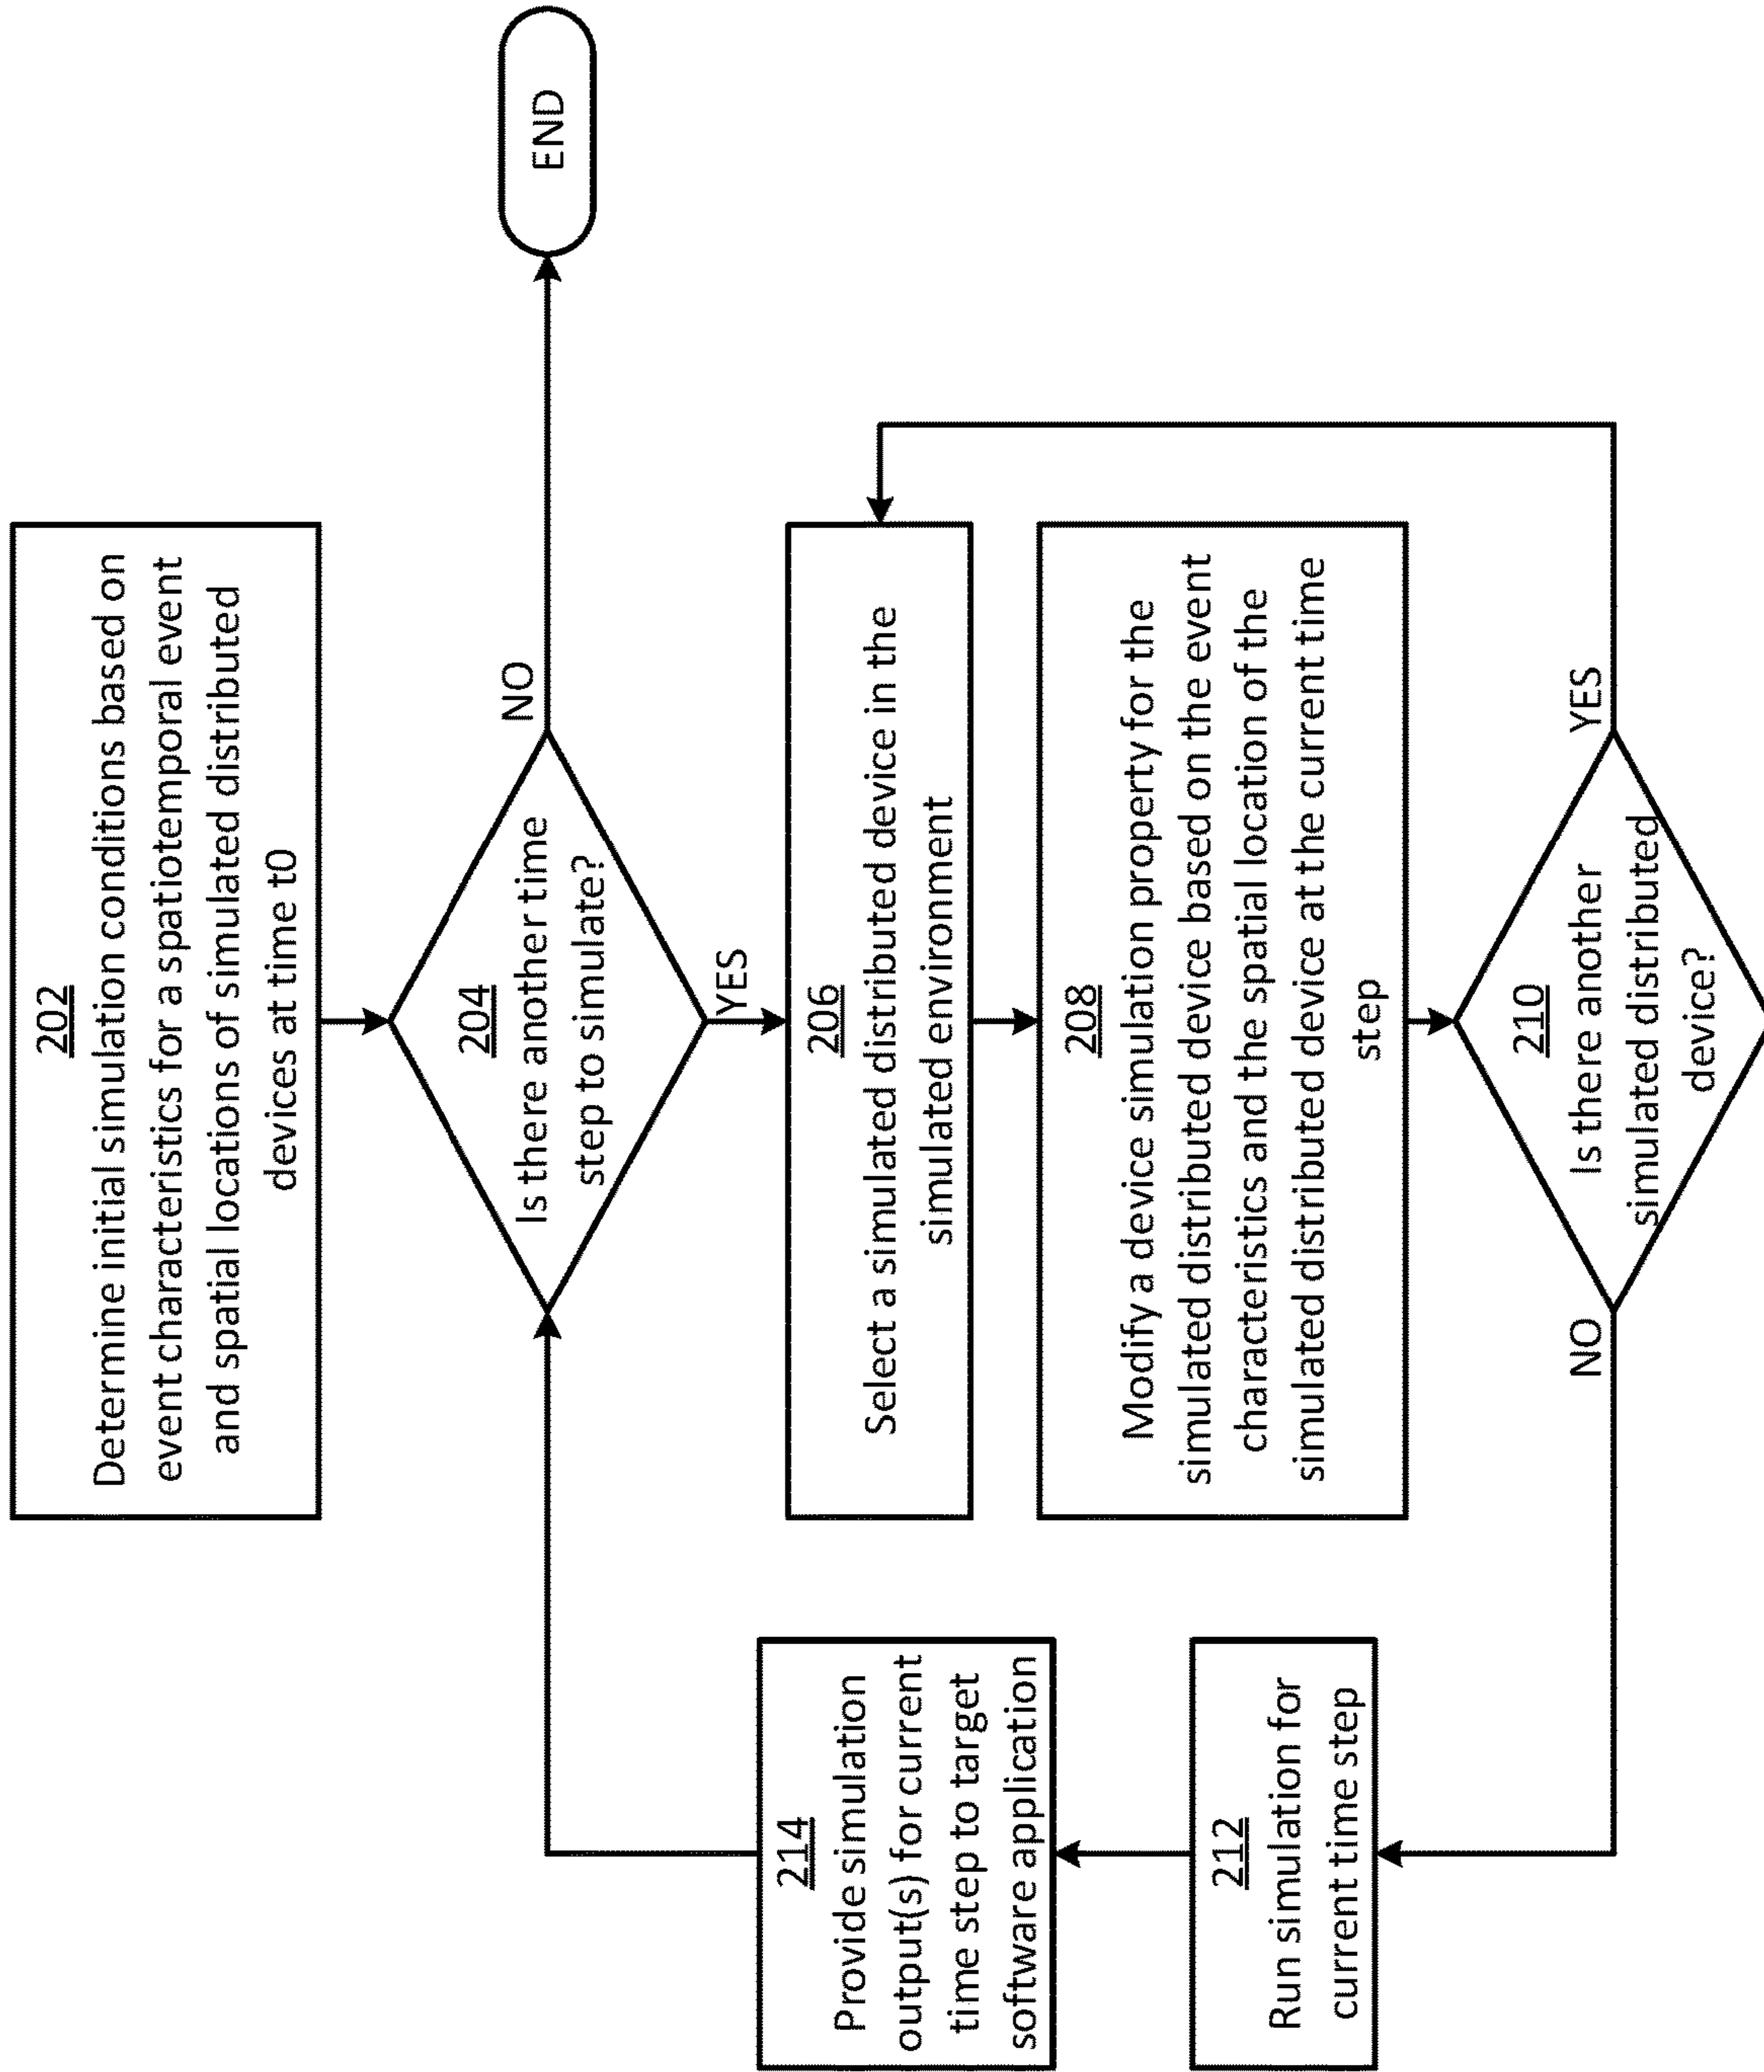 202
Determine initial simulation conditions based on
event characteristics for a spatiotemporal event
and spatial locations of simulated distributed
devices at time t0
204
Is there another time
step to simulate?
NO
END
YES
206
Select a simulated distributed device in the
simulated environment
208
Modify a device simulation property for the
simulated distributed device based on the event
characteristics and the spatial location of the
simulated distributed device at the current time
step
210
Is there another
simulated distributed
device?
YES
NO
212
Run simulation for
current time step
214
Provide simulation
output(s) for current
time step to target
software application